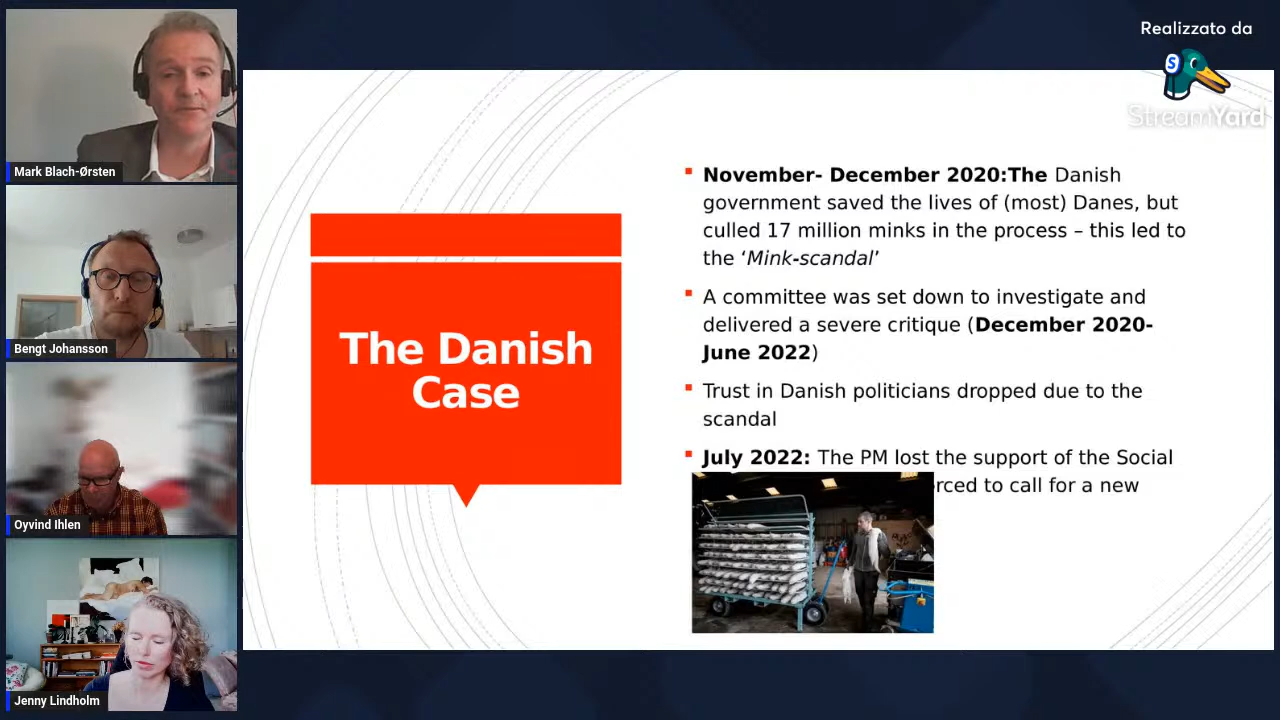 Realizzato da
StreamYard
Mark Blach-Ørsten
Bengt Johansson
Oyvind Ihlen
Jenny Lindholm
The Danish
Case
November- December 2020:The Danish
government saved the lives of (most) Danes, but
culled 17 million minks in the process – this led to
the ‘Mink-scandal’
A committee was set down to investigate and
delivered a severe critique (December 2020-
June 2022)
Trust in Danish politicians dropped due to the
scandal
July 2022: The PM lost the support of the Social
rced to call for a new